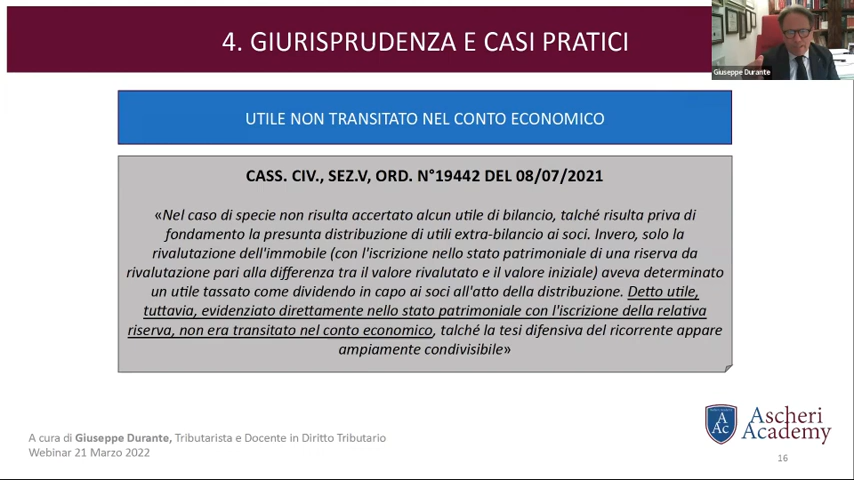 4. GIURISPRUDENZA E CASI PRATICI
Giuseppe Durante
UTILE NON TRANSITATO NEL CONTO ECONOMICO
CASS. CIV., SEZ.V, ORD. N°19442 DEL 08/07/2021
«Nel caso di specie non risulta accertato alcun utile di bilancio, talché risulta priva di
fondamento la presunta distribuzione di utili extra-bilancio ai soci. Invero, solo la
rivalutazione dell'immobile (con l'iscrizione nello stato patrimoniale di una riserva da
rivalutazione pari alla differenza tra il valore rivalutato e il valore iniziale) aveva determinato
un utile tassato come dividendo in capo ai soci all'atto della distribuzione. Detto utile,
tuttavia, evidenziato direttamente nello stato patrimoniale con l'iscrizione della relativa
riserva, non era transitato nel conto economico, talché la tesi difensiva del ricorrente appare
ampiamente condivisibile»
A
Ac
Ascheri
Academy
A cura di Giuseppe Durante, Tributarista e Docente in Diritto Tributario
Webinar 21 Marzo 2022
16